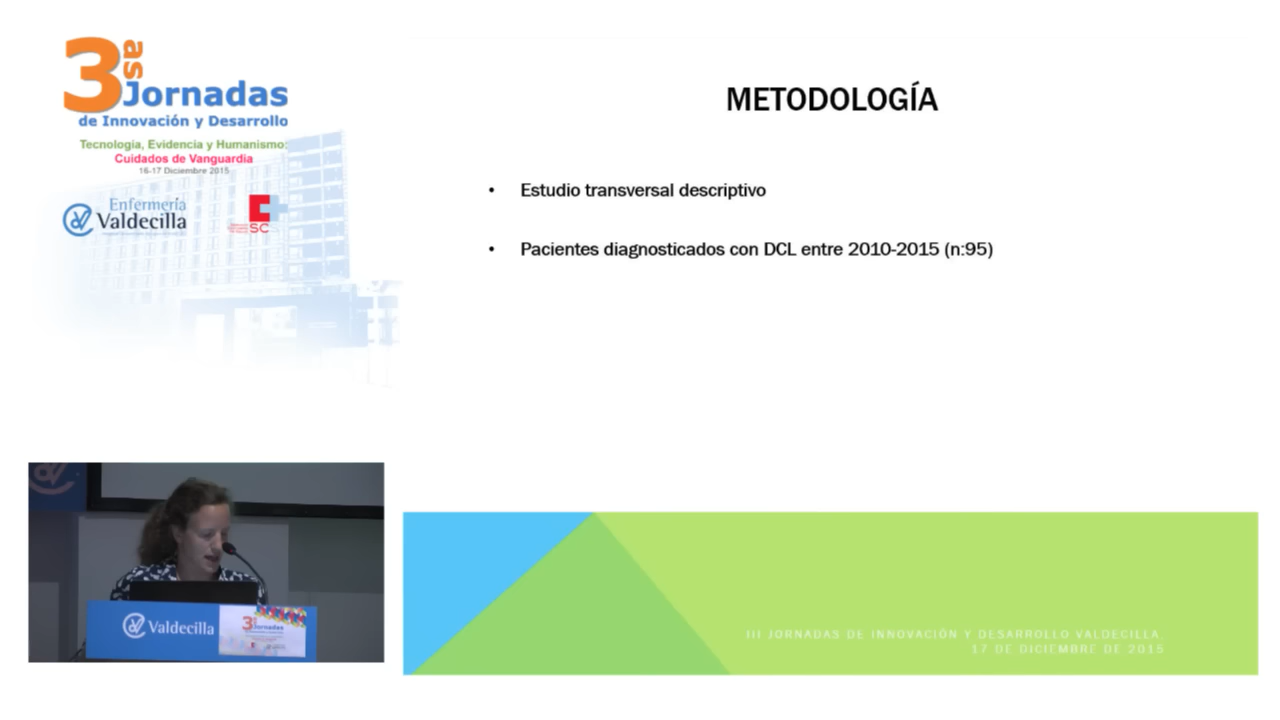 3as
Jornadas
de Innovación y Desarrollo
Tecnología, Evidencia y Humanismo:
Cuidados de Vanguardia
16-17 Diciembre 2015
Enfermería
Valdecilla
SC
METODOLOGÍA
• Estudio transversal descriptivo
• Pacientes diagnosticados con DCL entre 2010-2015 (n:95)
Valdecilla
3as
Jornadas
III JORNADAS DE INNOVACIÓN Y DESARROLLO VALDECILLA.
17 DE DICIEMBRE DE 2015